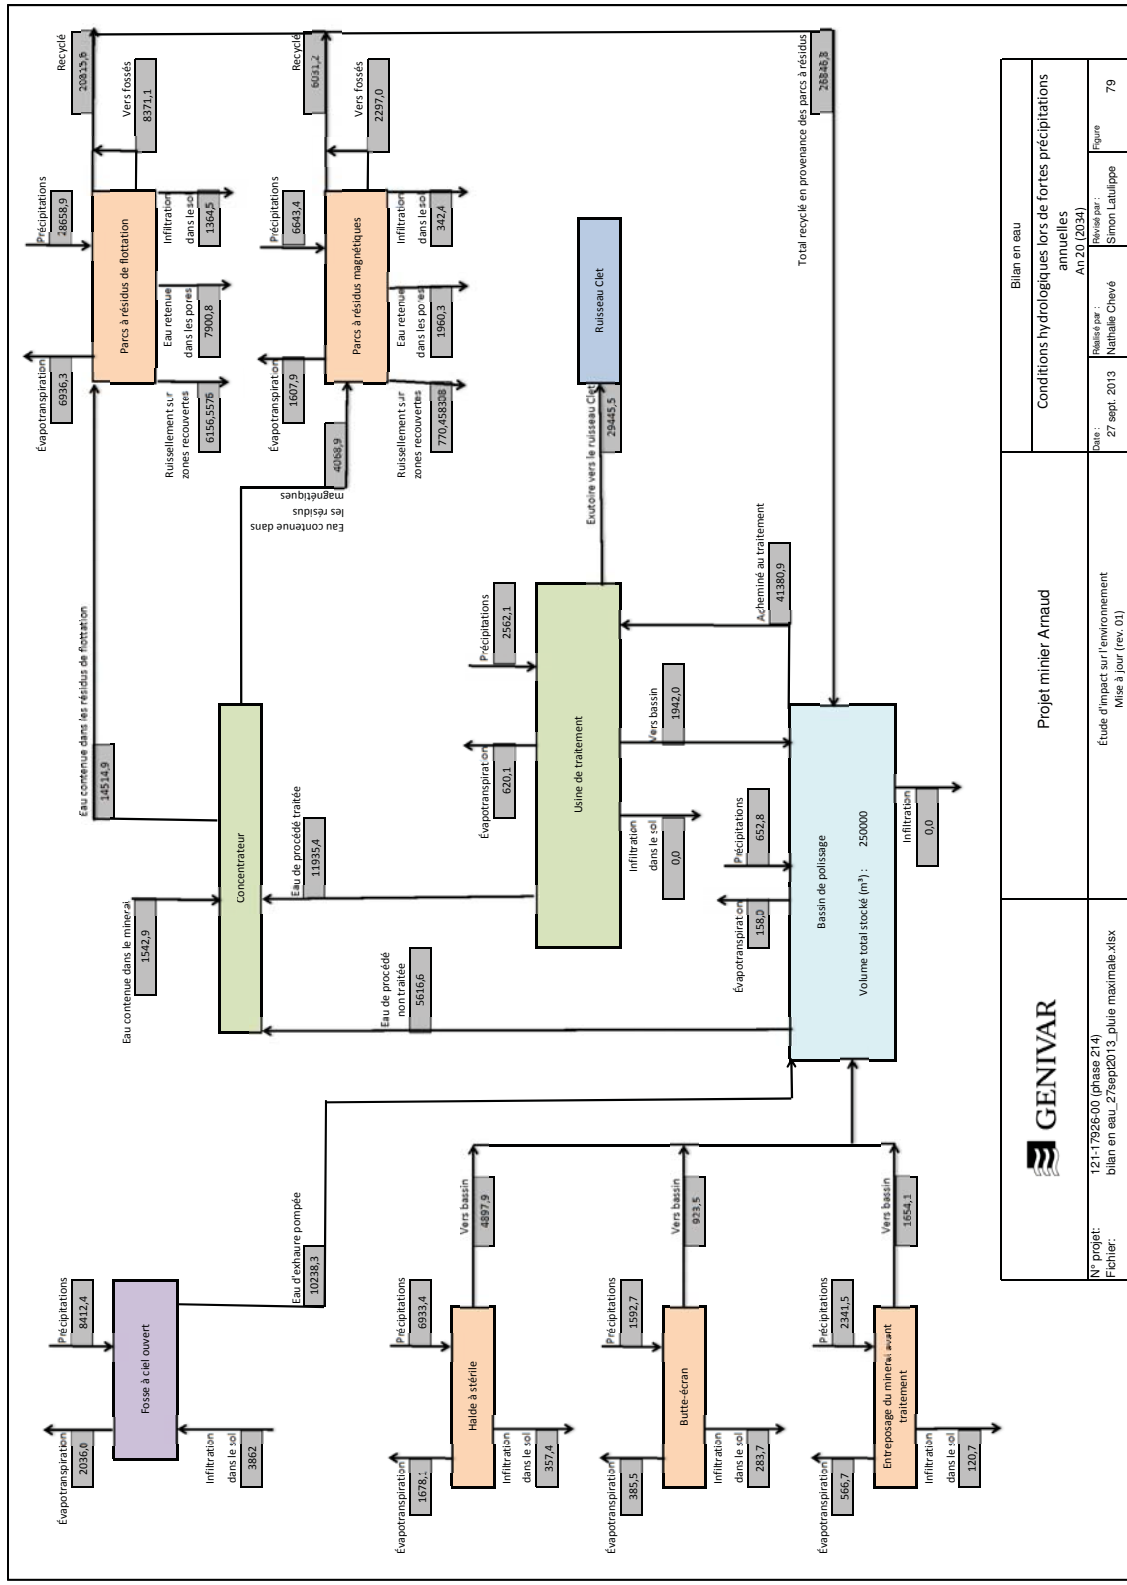 Fosse à ciel ouvert
Évapotranspiration
2036,0
Précipitations
8412,4
Infiltration
dans le sol
3862
Eau d'exhaure pompée
10238,3
Halde à stérile
Évapotranspiration
Précipitations
6933,4
Infiltration
dans le sol
357,4
Vers bassin
4897,9
Butte-écran
Évapotranspiration
385,5
Précipitations
1592,7
Infiltration
dans le sol
283,7
Vers bassin
923,5
Entreposage du minerai avant
traitement
Évapotranspiration
566,7
Précipitations
2341,5
Infiltration
dans le sol
120,7
Vers bassin
1654,1
Eau contenue dans le minerai
1542,9
Concentrateur
Eau de procédé
non traitée
5616,6
Eau de procédé traitée
11935,4
Eau contenue dans les résidus de flottation
14514,9
Eau contenue dans
les résidus
magnétiques
4068,9
Usine de traitement
Évapotranspiration
620,1
Précipitations
2562,1
Infiltration
dans le sol
0,0
Vers bassin
1942,0
Acheminé au traitement
41380,9
Exutoire vers le ruisseau Clet
29445,5
Ruisseau Clet
Bassin de polissage
Volume total stocké (m³) : 250000
Évapotranspiration
158,0
Précipitations
652,8
Infiltration
0,0
Parcs à résidus de flottation
Évapotranspiration
6936,3
Précipitations
28658,9
Ruissellement sur
zones recouvertes
6156,5576
Eau retenue
dans les pores
7900,8
Infiltration
dans le sol
1364,5
Vers fossés
8371,1
Recyclé
20815,6
Parcs à résidus magnétiques
Évapotranspiration
1607,9
Précipitations
6643,4
Ruissellement sur
zones recouvertes
770,458308
Eau retenue
dans les pores
1960,3
Infiltration
dans le sol
342,4
Vers fossés
2297,0
Recyclé
6031,2
Total recyclé en provenance des parcs à résidus
26846,8
GENIVAR
N° projet: 121-17926-00 (phase 214)
Fichier: bilan en eau_27sept2013_pluie maximale.xlsx
Projet minier Arnaud
Étude d'impact sur l'environnement
Mise à jour (rev. 01)
Bilan en eau
Conditions hydrologiques lors de fortes précipitations
annuelles
An 20 (2034)
Date :
27 sept. 2013
Réalisé par :
Nathalie Chevé
Révisé par :
Simon Latulippe
Figure
79